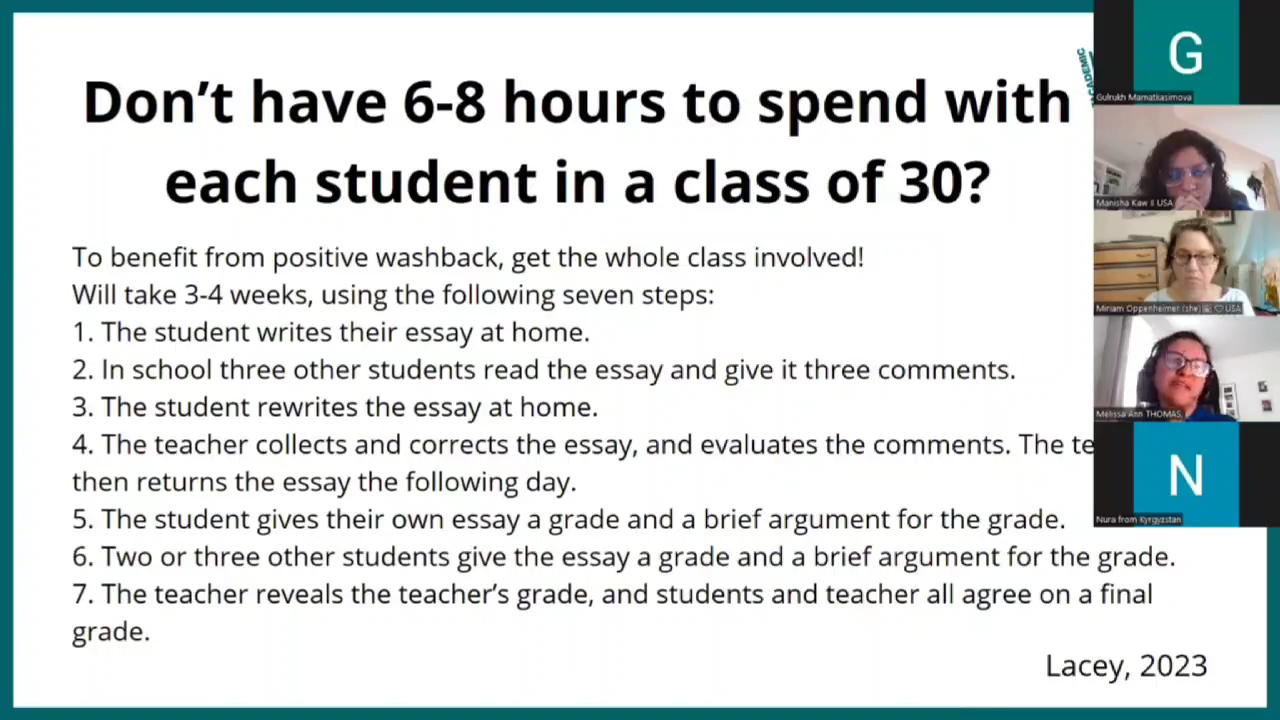 Don't have 6-8 hours to spend with
each student in a class of 30?
To benefit from positive washback, get the whole class involved!
Will take 3-4 weeks, using the following seven steps:
1. The student writes their essay at home.
2. In school three other students read the essay and give it three comments.
3. The student rewrites the essay at home.
4. The teacher collects and corrects the essay, and evaluates the comments. The te
then returns the essay the following day.
5. The student gives their own essay a grade and a brief argument for the grade.
6. Two or three other students give the essay a grade and a brief argument for the grade.
7. The teacher reveals the teacher's grade, and students and teacher all agree on a final
grade.
Lacey, 2023
ACADEMIC
G
Gulrukh Mamatkasimova
Manisha Kaw II USA
Miriam Oppenheimer (she) USA
Melissa Ann THOMAS
N
Nura from Kyrgyzstan